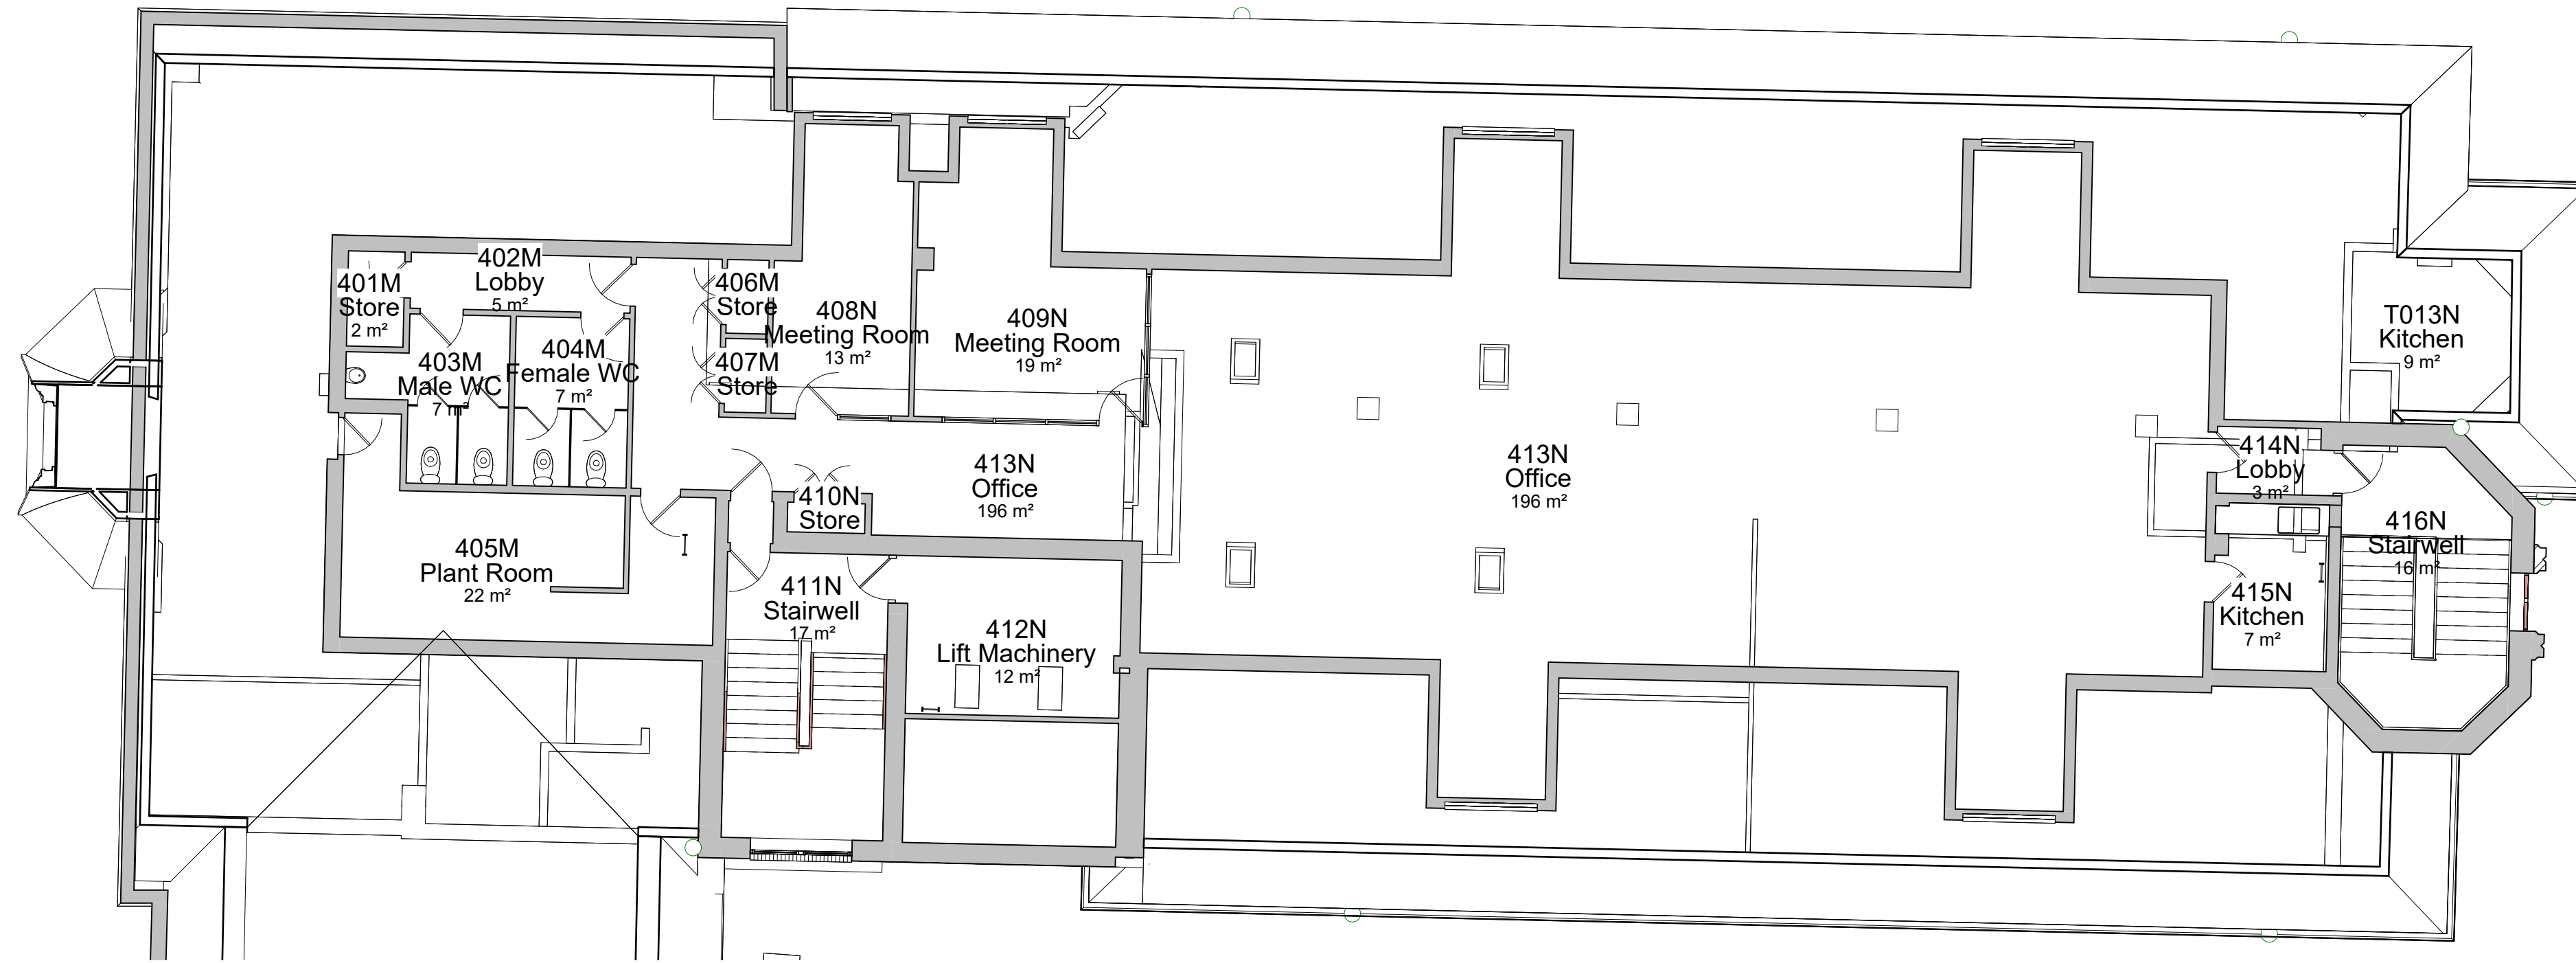 401M
Store
2 m²
402M
Lobby
5 m²
403M
Male WC
7 m²
404M
Female WC
7 m²
405M
Plant Room
22 m²
406M
Store
407M
Store
408N
Meeting Room
13 m²
409N
Meeting Room
19 m²
410N
Store
413N
Office
196 m²
411N
Stairwell
17 m²
412N
Lift Machinery
12 m²
413N
Office
196 m²
T013N
Kitchen
9 m²
414N
Lobby
3 m²
416N
Stairwell
16 m²
415N
Kitchen
7 m²